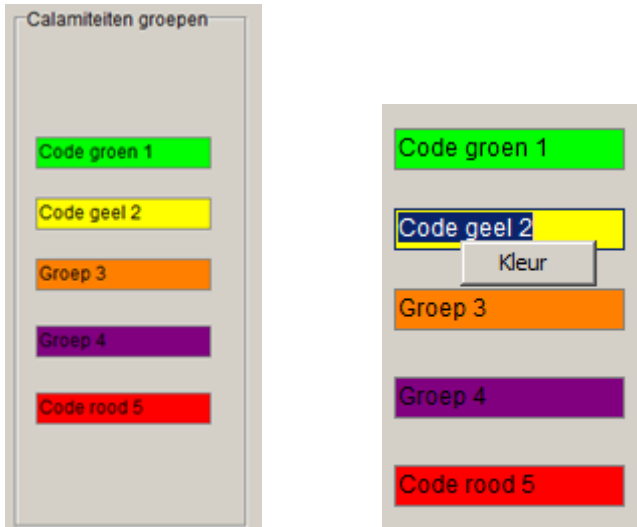 Calamiteiten groepen
Code groen 1
Code geel 2
Groep 3
Groep 4
Code rood 5
Code groen 1
Code geel 2
Kleur
Groep 3
Groep 4
Code rood 5